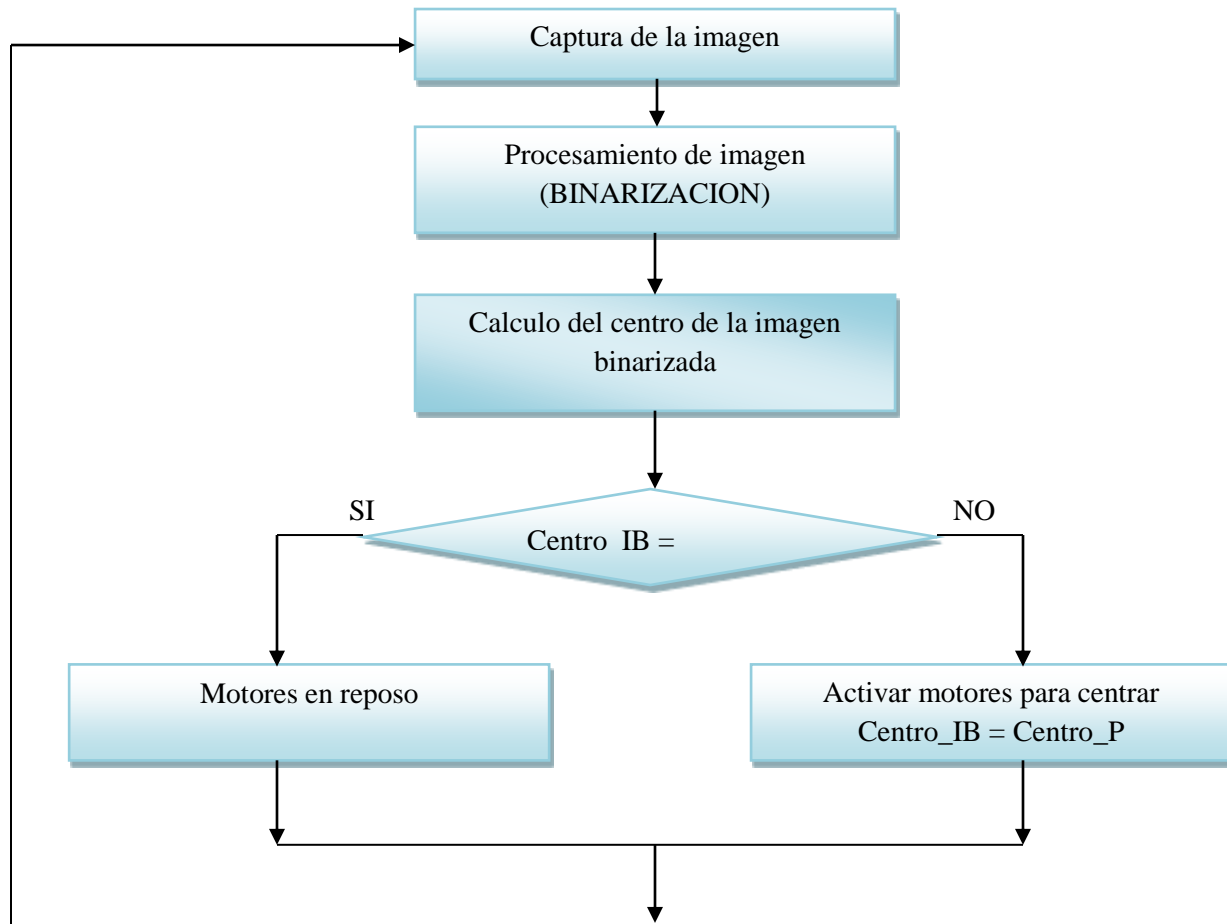 Captura de la imagen
Procesamiento de imagen
(BINARIZACION)
Calculo del centro de la imagen
binarizada
SI
NO
Centro IB =
Motores en reposo
Activar motores para centrar
Centro_IB = Centro_P